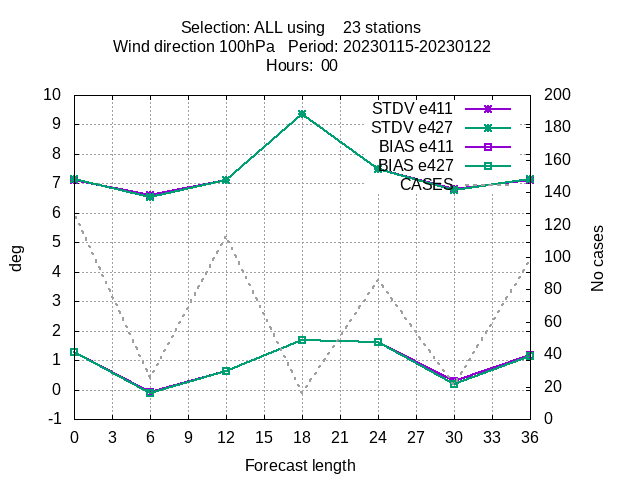 Selection: ALL using    23 stations
Wind direction 100hPa   Period: 20230115-20230122
Hours:  00
10
9
8
7
6
5
4
3
2
1
0
-1
deg
STDV e411
STDV e427
BIAS e411
BIAS e427
CASES
200
180
160
140
120
100
80
60
40
20
0
No cases
0 3 6 9 12 15 18 21 24 27 30 33 36
Forecast length